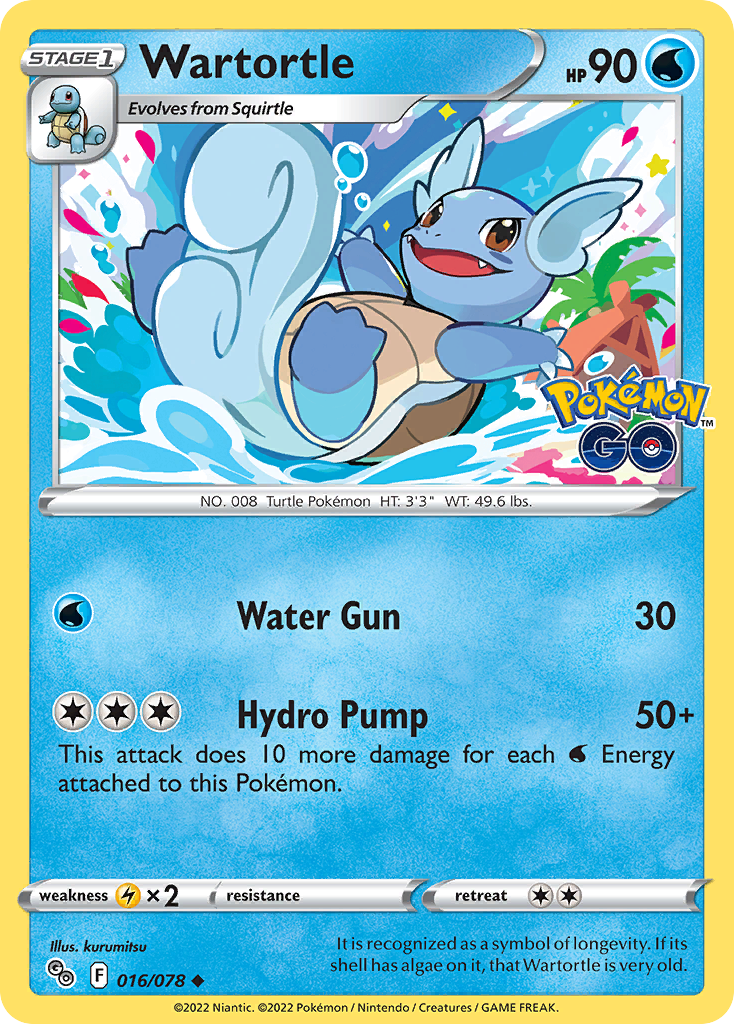 STAGE1
Wartortle
HP90
Evolves from Squirtle
POKÉMON™
GO
NO. 008 Turtle Pokémon HT: 3'3" WT: 49.6 lbs.
Water Gun 30
Hydro Pump 50+
This attack does 10 more damage for each Energy
attached to this Pokémon.
weakness ×2 resistance retreat
Illus. kurumitsu
It is recognized as a symbol of longevity. If its
shell has algae on it, that Wartortle is very old.
GO F 016/078
©2022 Niantic. ©2022 Pokémon / Nintendo / Creatures / GAME FREAK.